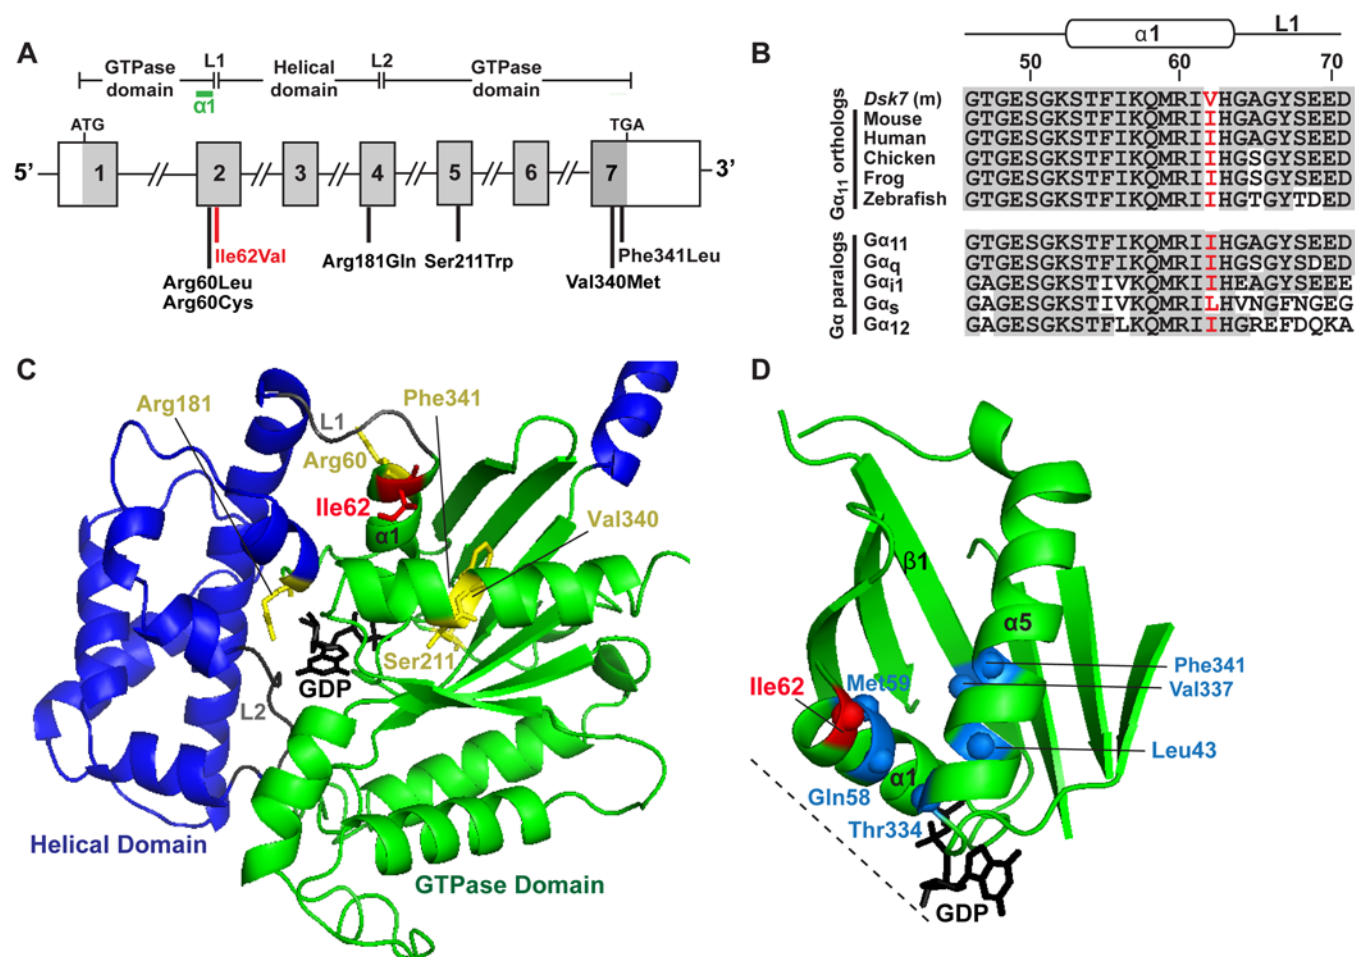 A
GTPase domain
L1
Helical domain
L2
GTPase domain
α1
ATG
TGA
5’
1
2
3
4
5
6
7
3’
Ile62Val
Arg60Leu
Arg60Cys
Arg181Gln
Ser211Trp
Phe341Leu
Val340Met
B
α1
L1
50 60 70
Dsk7 (m) GTGESGKSTFIKQMRIVHGAGYSEED
Gα11 orthologs
Mouse GTGESGKSTFIKQMRIIHGAGYSEED
Human GTGESGKSTFIKQMRIIHGAGYSEED
Chicken GTGESGKSTFIKQMRIIHGSGYSEED
Frog GTGESGKSTFIKQMRIIHGSGYSEED
Zebrafish GTGESGKSTFIKQMRIIHGTGYTDED
Gα paralogs
Gα11 GTGESGKSTFIKQMRIIHGAGYSEED
Gαq GTGESGKSTFIKQMRIIHGSGYSDED
Gαi1 GAGESGKSTIVKQMKIIHEAGYSEEE
Gαs GAGESGKSTIVKQMKILHVNGFNGEG
Gα12 GAGESGKSTFLKQMRIIHGREFDQKA
C
Arg181
L1
Phe341
Arg60
Ile62
α1
Val340
Ser211
GDP
L2
Helical Domain
GTPase Domain
D
β1
α5
Phe341
Val337
Ile62
Met59
Leu43
α1
Gln58
Thr334
GDP